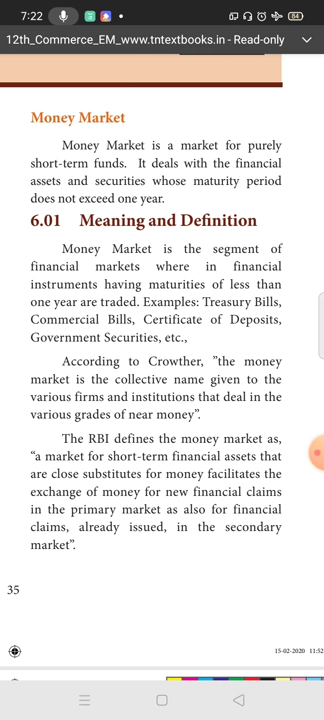 7:22
84
12th_Commerce_EM_www.tntextbooks.in - Read-only
Money Market
Money Market is a market for purely
short-term funds. It deals with the financial
assets and securities whose maturity period
does not exceed one year.
6.01 Meaning and Definition
Money Market is the segment of
financial markets where in financial
instruments having maturities of less than
one year are traded. Examples: Treasury Bills,
Commercial Bills, Certificate of Deposits,
Government Securities, etc.,
According to Crowther, ”the money
market is the collective name given to the
various firms and institutions that deal in the
various grades of near money”.
The RBI defines the money market as,
“a market for short-term financial assets that
are close substitutes for money facilitates the
exchange of money for new financial claims
in the primary market as also for financial
claims, already issued, in the secondary
market”.
35
15-02-2020 11:52